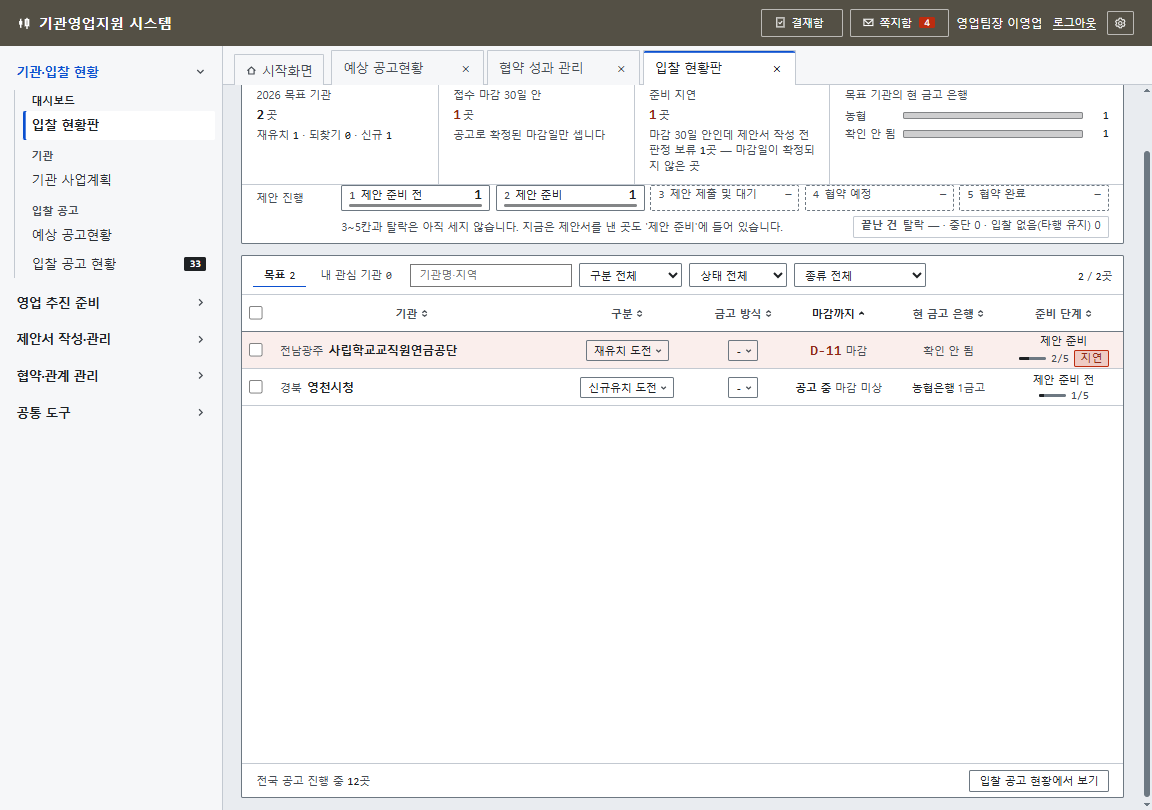 기관영업지원 시스템
결재함
쪽지함 4
영업팀장 이영업 로그아웃
기관·입찰 현황
대시보드
입찰 현황판
기관
기관 사업계획
입찰 공고
예상 공고현황
입찰 공고 현황 33
영업 추진 준비
제안서 작성·관리
협약·관계 관리
공통 도구
시작화면
예상 공고현황 ×
협약 성과 관리 ×
입찰 현황판 ×
2026 목표 기관
2 곳
재유치 1 · 되찾기 0 · 신규 1
접수 마감 30일 안
1 곳
공고로 확정된 마감일만 셉니다
준비 지연
1 곳
마감 30일 안인데 제안서 작성 전
판정 보류 1곳 — 마감일이 확정되
지 않은 곳
목표 기관의 현 금고 은행
농협 1
확인 안 됨 1
제안 진행
1 제안 준비 전 1
2 제안 준비 1
3 제안 제출 및 대기 –
4 협약 예정 –
5 협약 완료 –
3~5칸과 탈락은 아직 세지 않습니다. 지금은 제안서를 낸 곳도 '제안 준비'에 들어 있습니다.
끝난 건 탈락 — · 중단 0 · 입찰 없음(타행 유지) 0
목표 2
내 관심 기관 0
기관명·지역
구분 전체
상태 전체
종류 전체
2 / 2곳
기관 구분 금고 방식 마감까지 현 금고 은행 준비 단계
전남광주 사립학교교직원연금공단 재유치 도전 - D-11 마감 확인 안 됨 제안 준비
2/5 지연
경북 영천시청 신규유치 도전 - 공고 중 마감 미상 농협은행 1금고 제안 준비 전
1/5
전국 공고 진행 중 12곳
입찰 공고 현황에서 보기